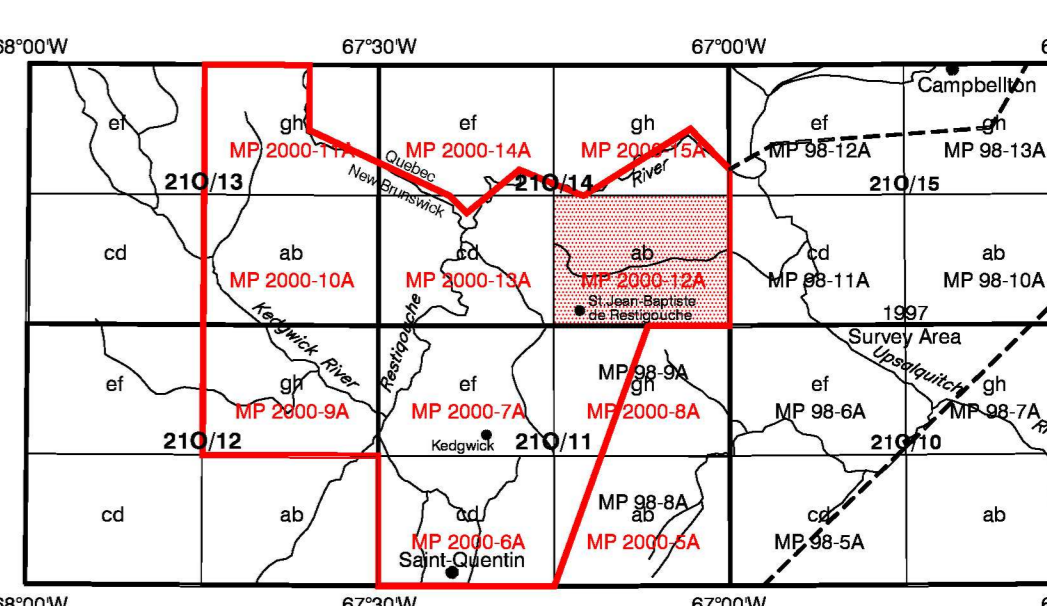 68°00'W 67°30'W 67°00'W 6
Campbellton
ef gh ef gh ef gh
MP 2000-11A MP 2000-14A MP 2000-15A MP 98-12A MP 98-13A
Quebec
New Brunswick
River
21O/13 21O/14 21O/15
cd ab cd ab cd ab
MP 2000-10A MP 2000-13A MP 2000-12A MP 98-11A MP 98-10A
St.Jean-Baptiste
de Restigouche
Kedgwick River
Restigouche
1997
Survey Area
Upsalquitch
MP 98-9A
ef gh ef gh ef gh
MP 2000-9A MP 2000-7A MP 2000-8A MP 98-6A MP 98-7A
Kedgwick
21O/12 21O/11 21O/10
MP 98-8A
cd ab cd ab cd ab
MP 2000-6A MP 2000-5A MP 98-5A
Saint-Quentin
68°00'W 67°30'W 67°00'W 6